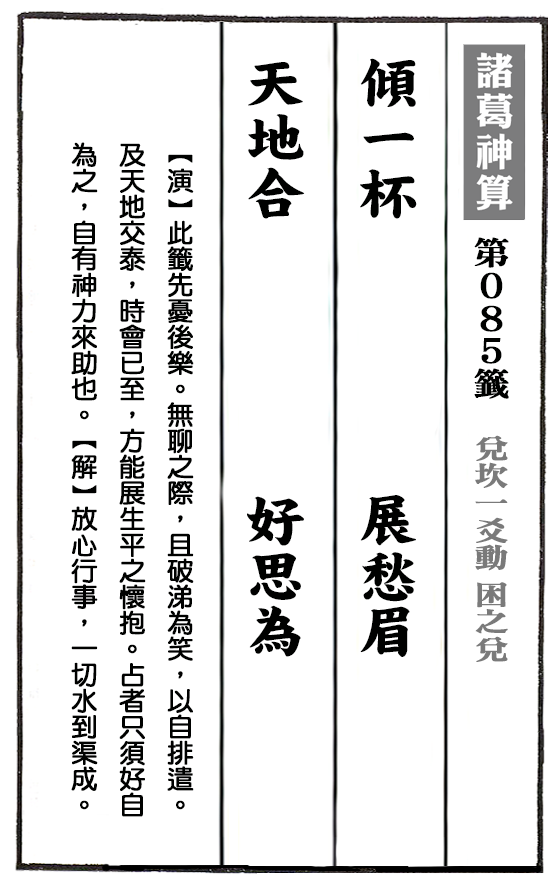 諸葛神算 第０８５籤 兌坎一爻動 困之兌
傾一杯 展愁眉
天地合 好思為
【演】此籤先憂後樂。無聊之際，且破涕為笑，以自排遣。
及天地交泰，時會已至，方能展生平之懷抱。占者只須好自
為之，自有神力來助也。【解】放心行事，一切水到渠成。